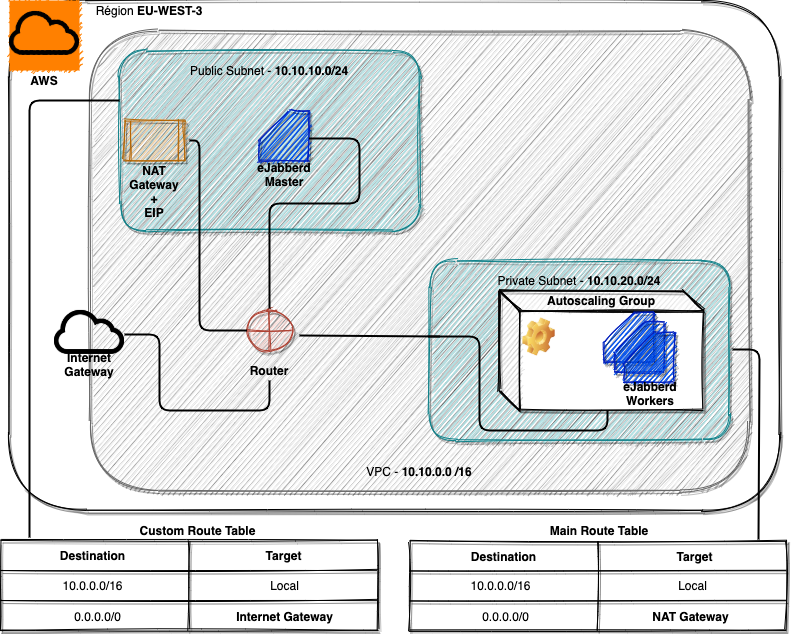 Région EU-WEST-3
AWS
Public Subnet - 10.10.10.0/24
NAT
Gateway
+
EIP
eJabberd
Master
Private Subnet - 10.10.20.0/24
Autoscaling Group
eJabberd
Workers
Internet
Gateway
Router
VPC - 10.10.0.0 /16
Custom Route Table
Destination Target
10.0.0.0/16 Local
0.0.0.0/0 Internet Gateway
Main Route Table
Destination Target
10.0.0.0/16 Local
0.0.0.0/0 NAT Gateway